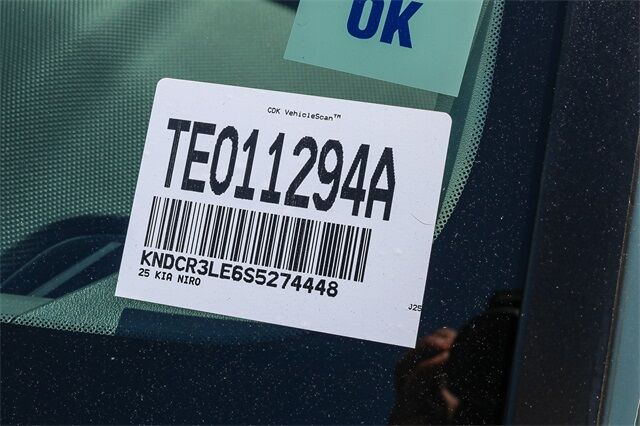 OK
CDK VehicleScan™
TE011294A
KNDCR3LE6S5274448
25 KIA NIRO
J25